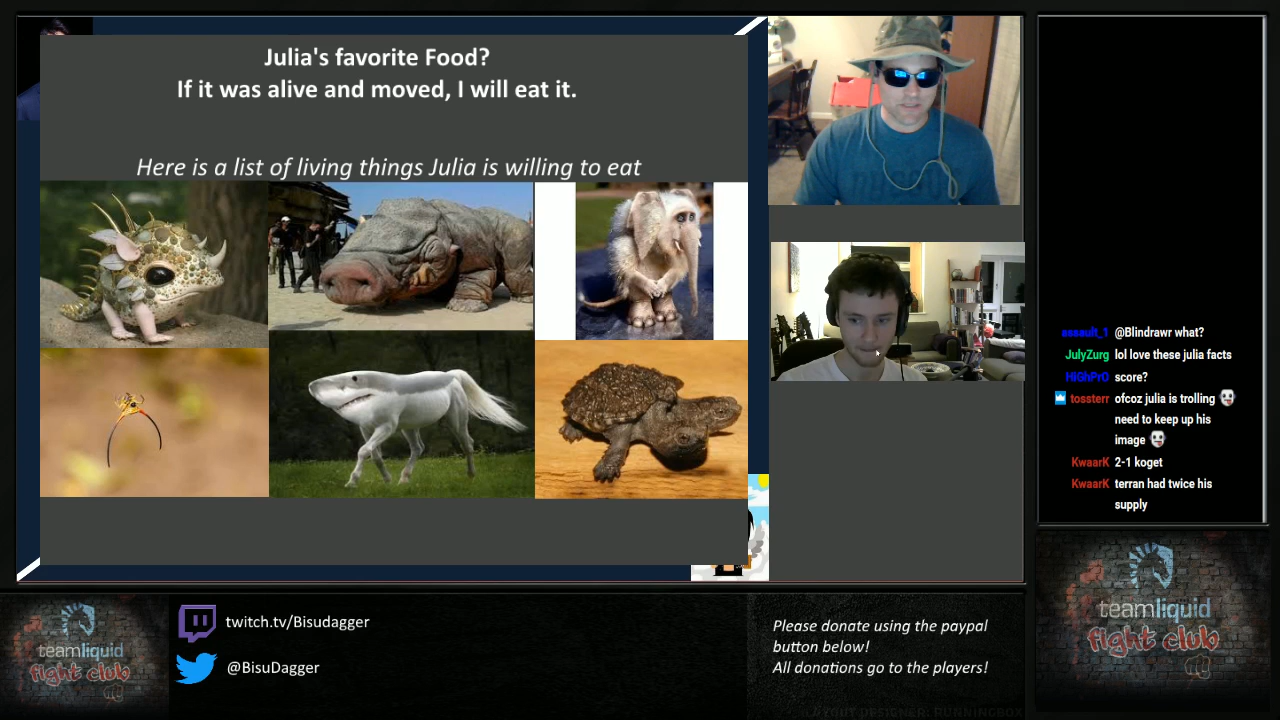 Julia's favorite Food?
If it was alive and moved, I will eat it.
Here is a list of living things Julia is willing to eat
assault_1 @Blindrawr what?
JulyZurg lol love these julia facts
HiGhPrO score?
tossterr ofcoz julia is trolling
need to keep up his
image
KwaarK 2-1 koget
KwaarK terran had twice his
supply
teamliquid
fight club
twitch.tv/Bisudagger
@BisuDagger
Please donate using the paypal
button below!
All donations go to the players!
teamliquid
fight club